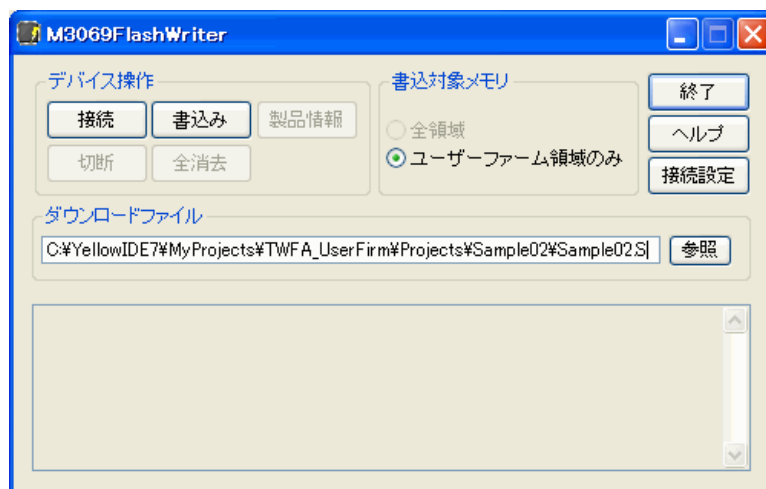 M3069FlashWriter
デバイス操作
接続 書込み 製品情報
切断 全消去
書込対象メモリ
全領域
ユーザーファーム領域のみ
終了
ヘルプ
接続設定
ダウンロードファイル
C:¥YellowIDE7¥MyProjects¥TWFA_UserFirm¥Projects¥Sample02¥Sample02.S 参照